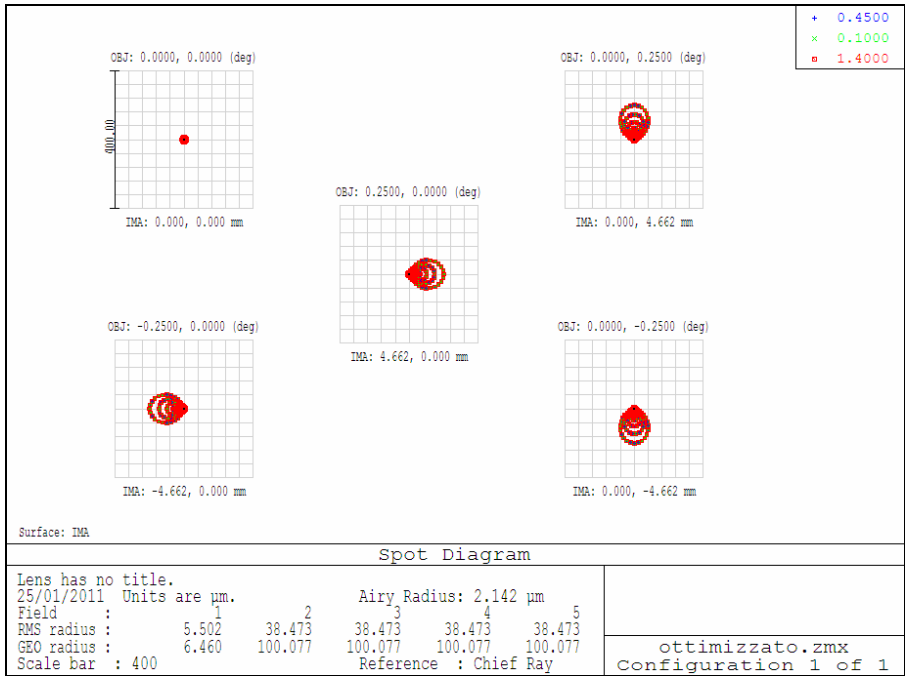 + 0.4500
× 0.1000
¤ 1.4000
OBJ: 0.0000, 0.0000 (deg)
400.00
IMA: 0.000, 0.000 mm
OBJ: 0.0000, 0.2500 (deg)
IMA: 0.000, 4.662 mm
OBJ: 0.2500, 0.0000 (deg)
IMA: 4.662, 0.000 mm
OBJ: -0.2500, 0.0000 (deg)
IMA: -4.662, 0.000 mm
OBJ: 0.0000, -0.2500 (deg)
IMA: 0.000, -4.662 mm
Surface: IMA
Spot Diagram
Lens has no title.
25/01/2011 Units are µm. Airy Radius: 2.142 µm
Field : 1 2 3 4 5
RMS radius : 5.502 38.473 38.473 38.473 38.473
GEO radius : 6.460 100.077 100.077 100.077 100.077
Scale bar : 400 Reference : Chief Ray
ottimizzato.zmx
Configuration 1 of 1